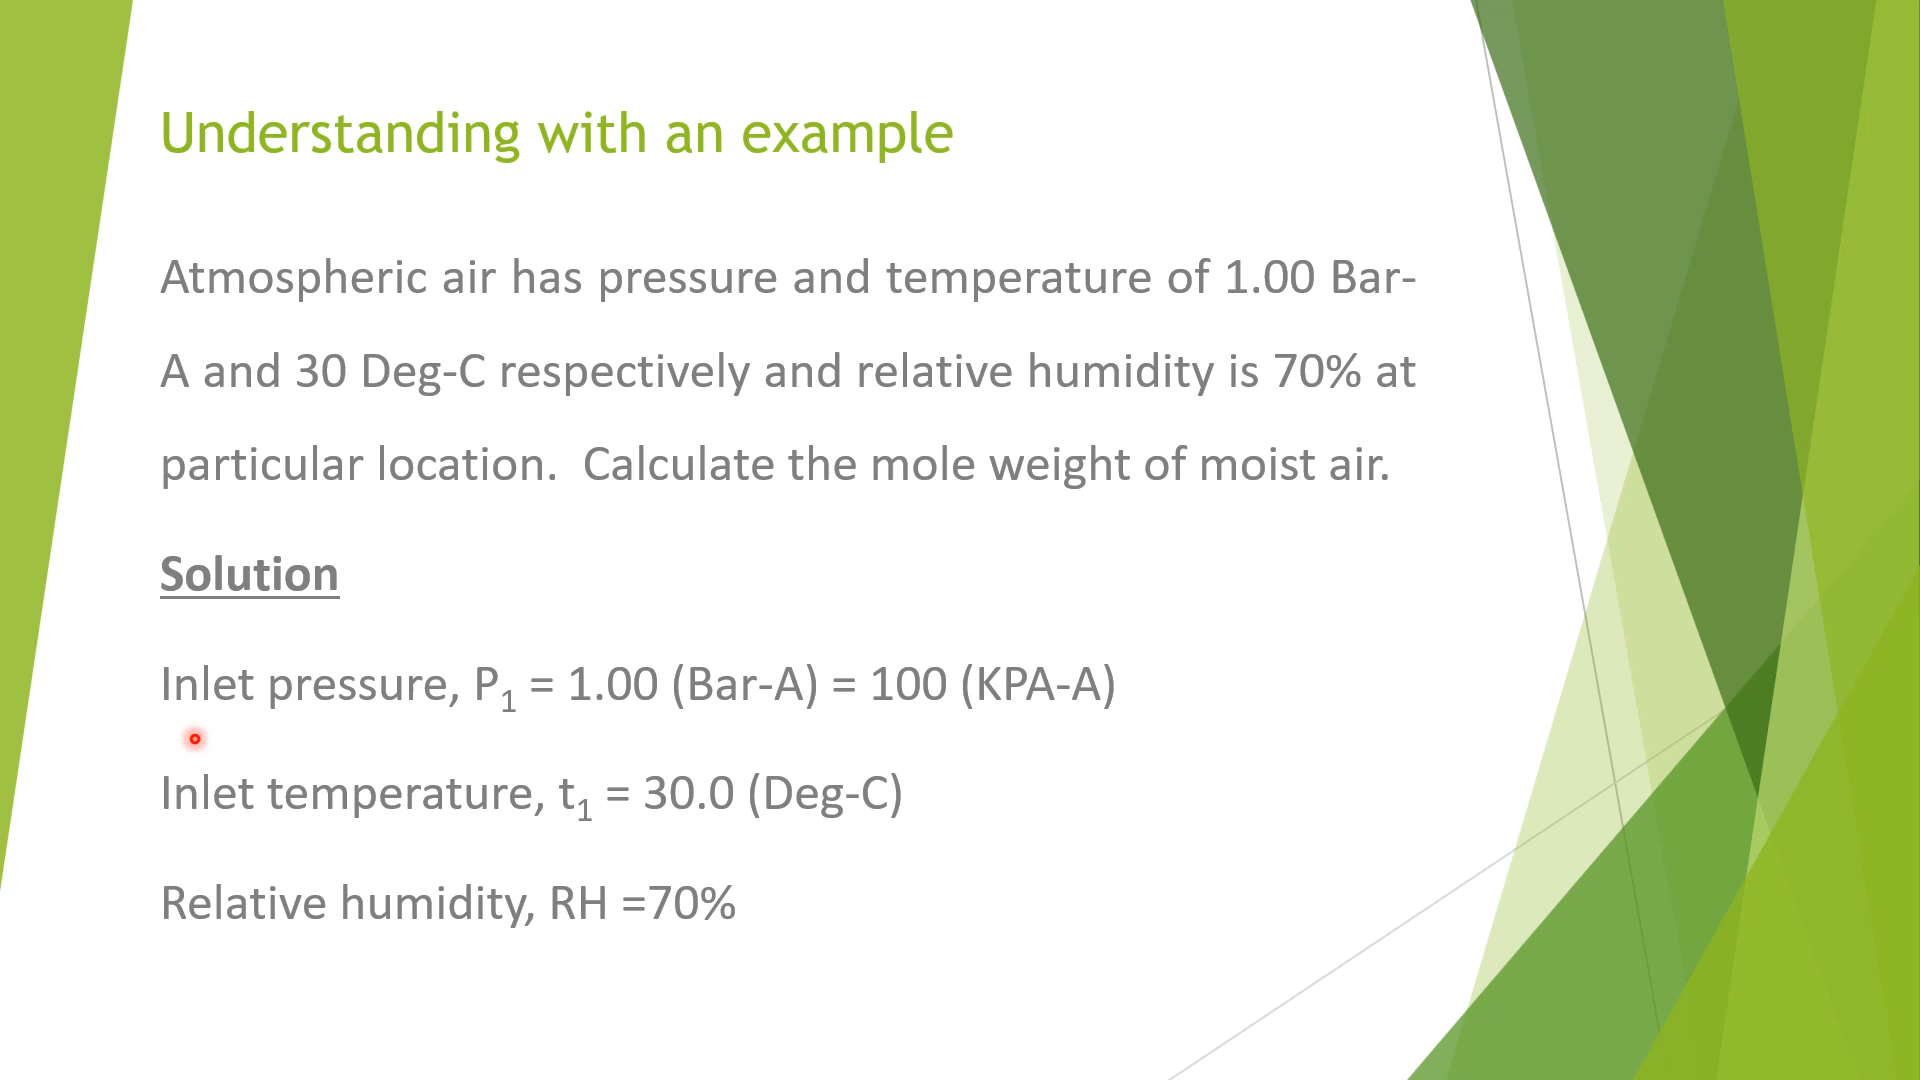 Understanding with an example
Atmospheric air has pressure and temperature of 1.00 Bar-
A and 30 Deg-C respectively and relative humidity is 70% at
particular location.  Calculate the mole weight of moist air.
Solution
Inlet pressure, P₁ = 1.00 (Bar-A) = 100 (KPA-A)
Inlet temperature, t₁ = 30.0 (Deg-C)
Relative humidity, RH =70%